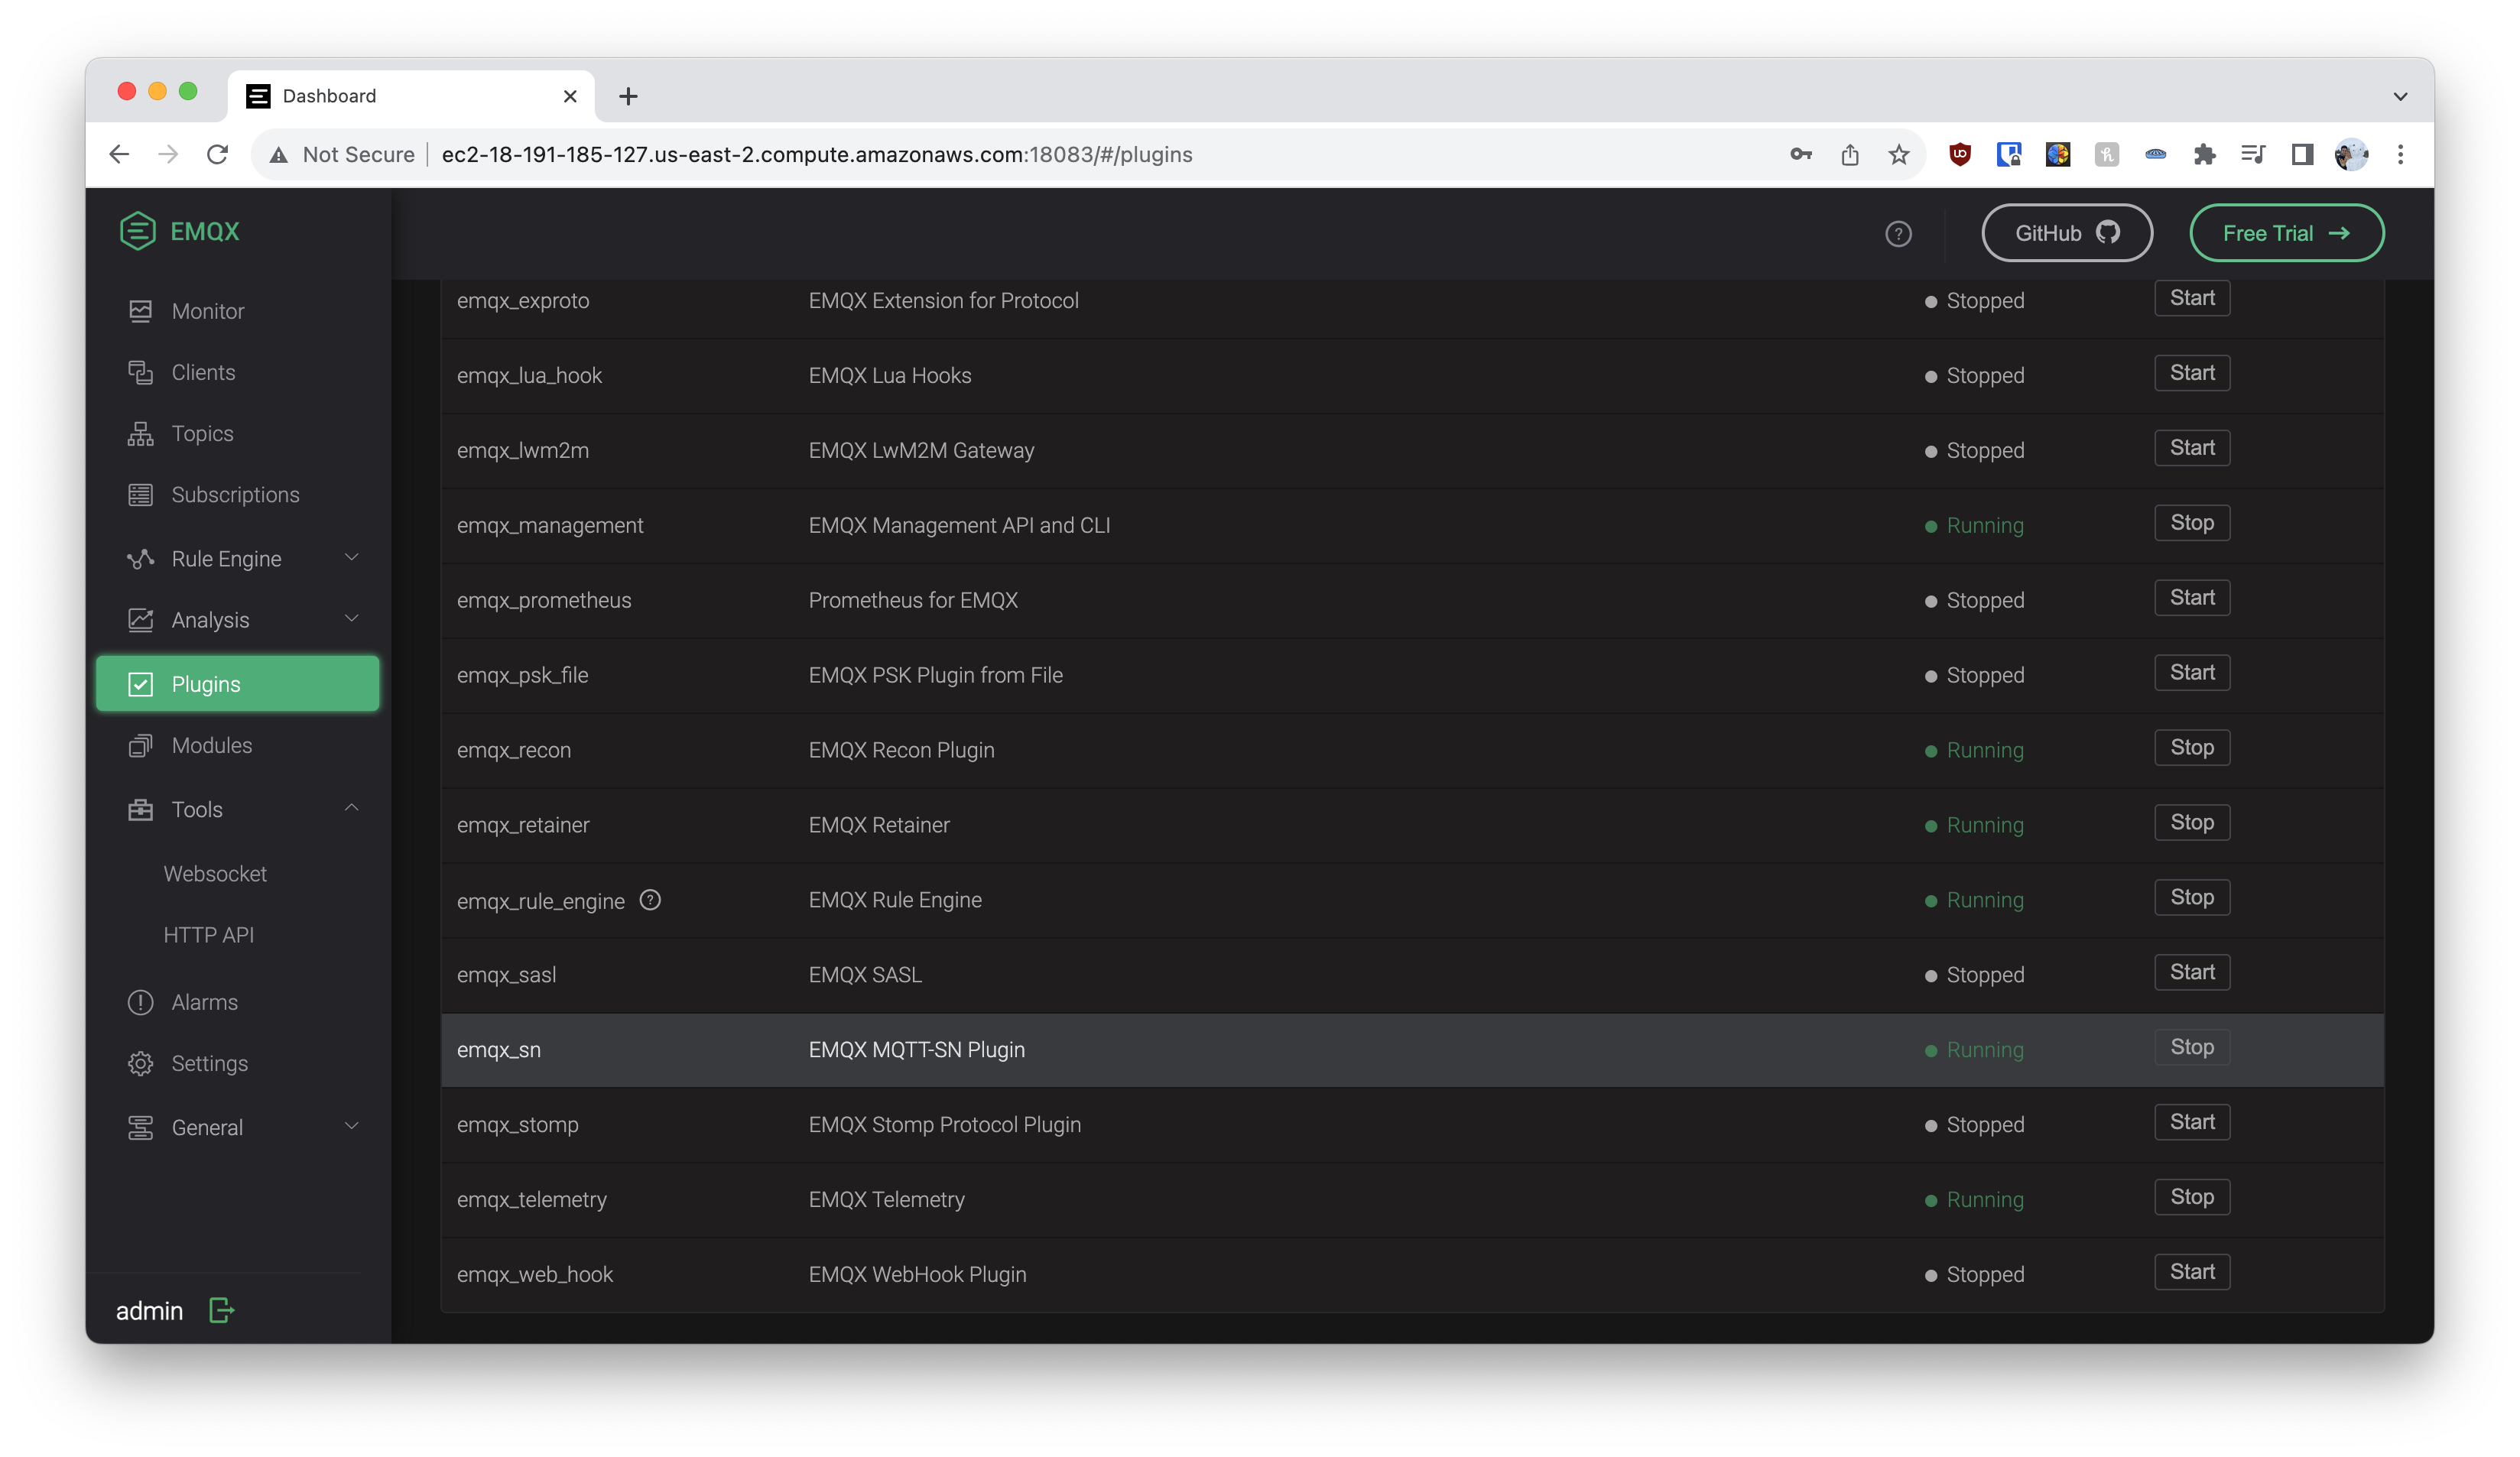 Dashboard
Not Secure
ec2-18-191-185-127.us-east-2.compute.amazonaws.com:18083/#/plugins
EMQX
GitHub
Free Trial →
Monitor
Clients
Topics
Subscriptions
Rule Engine
Analysis
Plugins
Modules
Tools
Websocket
HTTP API
Alarms
Settings
General
admin
emqx_exproto EMQX Extension for Protocol Stopped Start
emqx_lua_hook EMQX Lua Hooks Stopped Start
emqx_lwm2m EMQX LwM2M Gateway Stopped Start
emqx_management EMQX Management API and CLI Running Stop
emqx_prometheus Prometheus for EMQX Stopped Start
emqx_psk_file EMQX PSK Plugin from File Stopped Start
emqx_recon EMQX Recon Plugin Running Stop
emqx_retainer EMQX Retainer Running Stop
emqx_rule_engine ? EMQX Rule Engine Running Stop
emqx_sasl EMQX SASL Stopped Start
emqx_sn EMQX MQTT-SN Plugin Running Stop
emqx_stomp EMQX Stomp Protocol Plugin Stopped Start
emqx_telemetry EMQX Telemetry Running Stop
emqx_web_hook EMQX WebHook Plugin Stopped Start